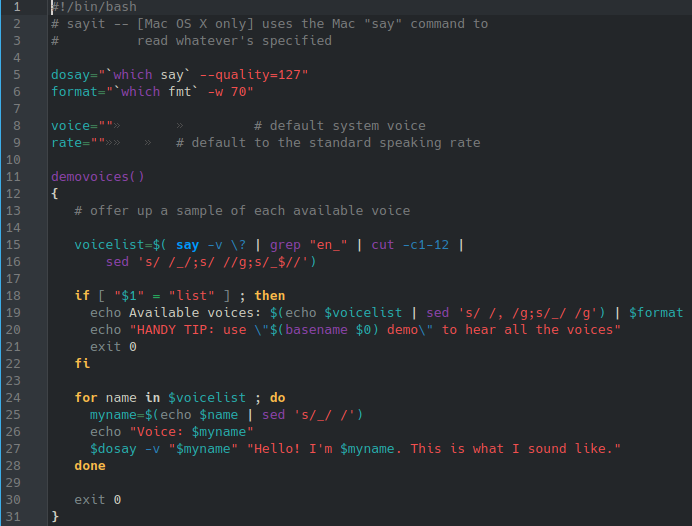 1 #!/bin/bash
2 # sayit -- [Mac OS X only] uses the Mac "say" command to
3 #          read whatever's specified
4
5 dosay="`which say` --quality=127"
6 format="`which fmt` -w 70"
7
8 voice=""»       »         # default system voice
9 rate=""»»   »   # default to the standard speaking rate
10
11 demovoices()
12 {
13    # offer up a sample of each available voice
14
15    voicelist=$( say -v \? | grep "en_" | cut -c1-12 |
16        sed 's/ /_/;s/ //g;s/_$//')
17
18    if [ "$1" = "list" ] ; then
19      echo Available voices: $(echo $voicelist | sed 's/ /, /g;s/_/ /g') | $format
20      echo "HANDY TIP: use \"$(basename $0) demo\" to hear all the voices"
21      exit 0
22    fi
23
24    for name in $voicelist ; do
25      myname=$(echo $name | sed 's/_/ /')
26      echo "Voice: $myname"
27      $dosay -v "$myname" "Hello! I'm $myname. This is what I sound like."
28    done
29
30    exit 0
31 }